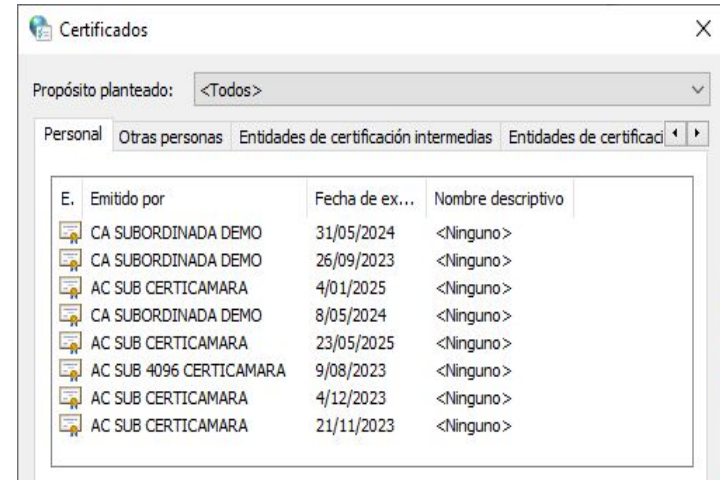 Certificados
Propósito planteado: <Todos>
Personal Otras personas Entidades de certificación intermedias Entidades de certificaci
E. Emitido por Fecha de ex... Nombre descriptivo
CA SUBORDINADA DEMO 31/05/2024 <Ninguno>
CA SUBORDINADA DEMO 26/09/2023 <Ninguno>
AC SUB CERTICAMARA 4/01/2025 <Ninguno>
CA SUBORDINADA DEMO 8/05/2024 <Ninguno>
AC SUB CERTICAMARA 23/05/2025 <Ninguno>
AC SUB 4096 CERTICAMARA 9/08/2023 <Ninguno>
AC SUB CERTICAMARA 4/12/2023 <Ninguno>
AC SUB CERTICAMARA 21/11/2023 <Ninguno>